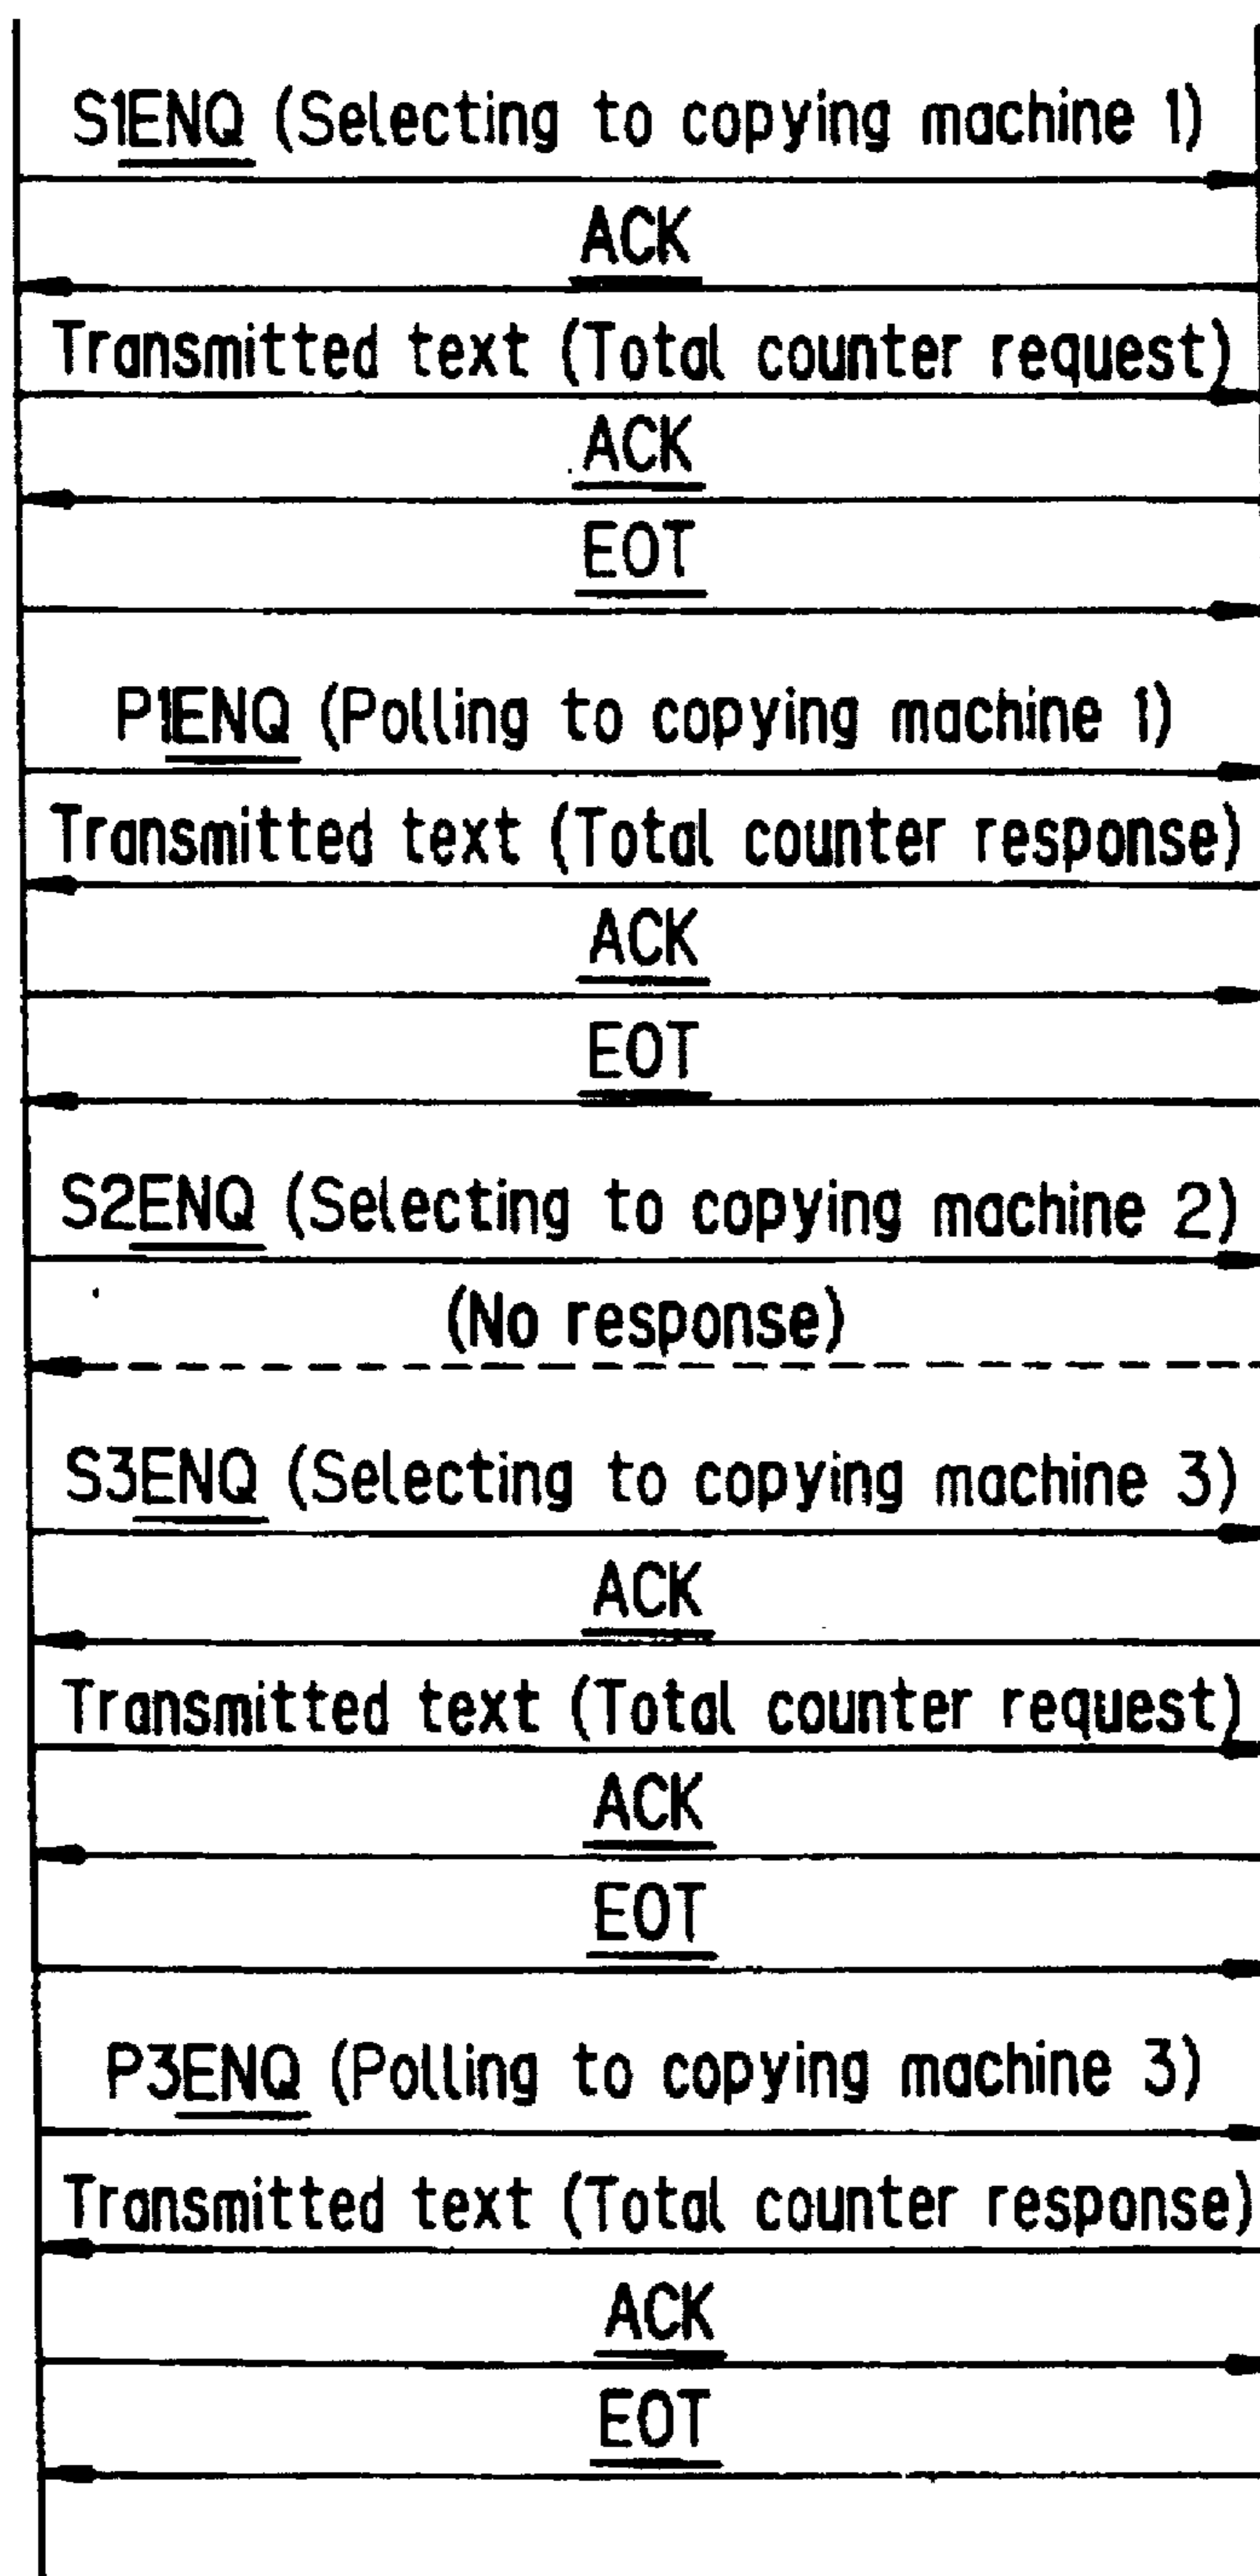 S1ENQ (Selecting to copying machine 1)
ACK
Transmitted text (Total counter request)
ACK
EOT
P1ENQ (Polling to copying machine 1)
Transmitted text (Total counter response)
ACK
EOT
S2ENQ (Selecting to copying machine 2)
(No response)
S3ENQ (Selecting to copying machine 3)
ACK
Transmitted text (Total counter request)
ACK
EOT
P3ENQ (Polling to copying machine 3)
Transmitted text (Total counter response)
ACK
EOT